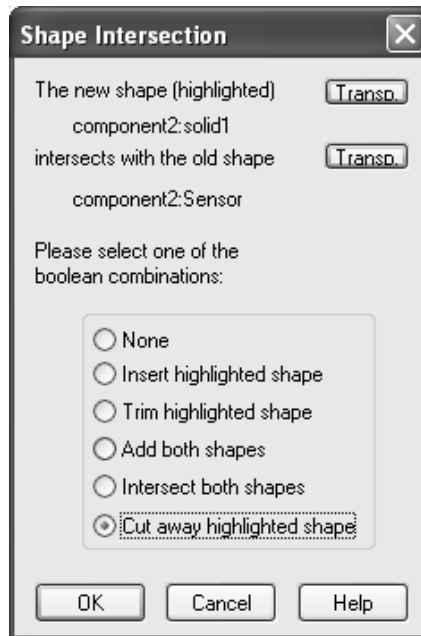 Shape Intersection
The new shape (highlighted) Transp.
component2:solid1
intersects with the old shape Transp.
component2:Sensor
Please select one of the
boolean combinations:
None
Insert highlighted shape
Trim highlighted shape
Add both shapes
Intersect both shapes
Cut away highlighted shape
OK Cancel Help